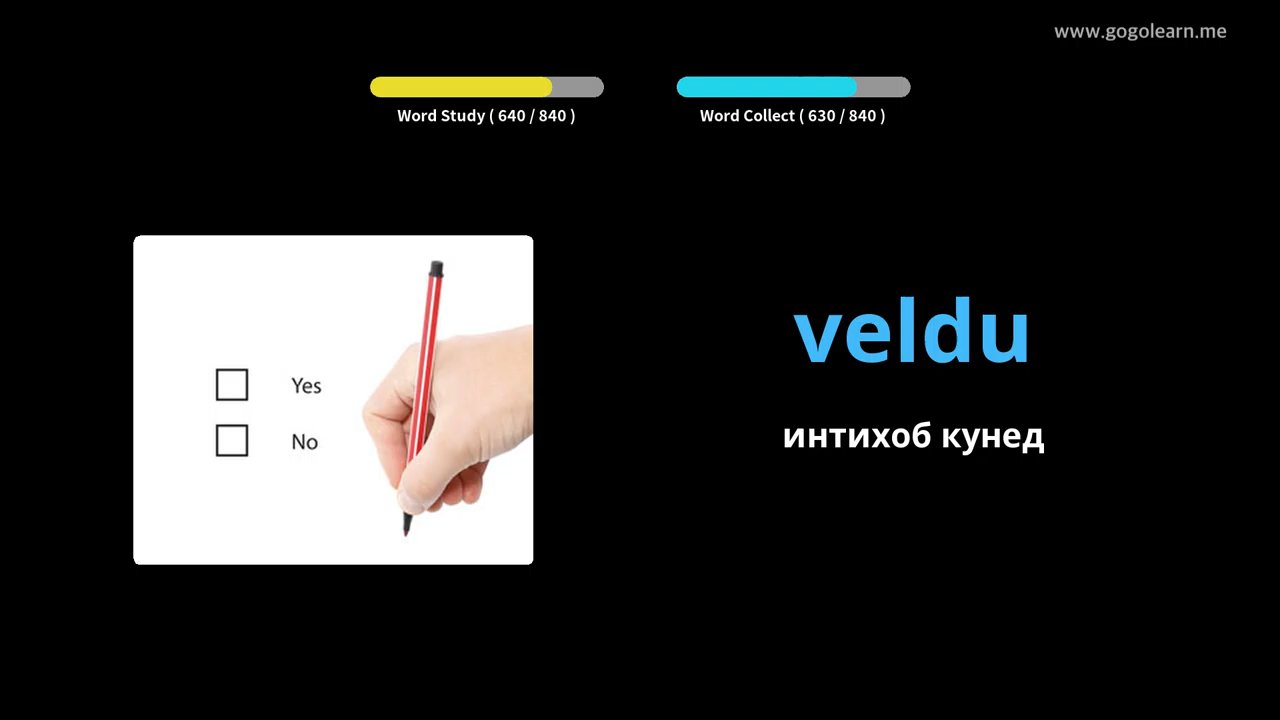 www.gogolearn.me
Word Study ( 640 / 840 )
Word Collect ( 630 / 840 )
Yes
No
veldu
интихоб кунед